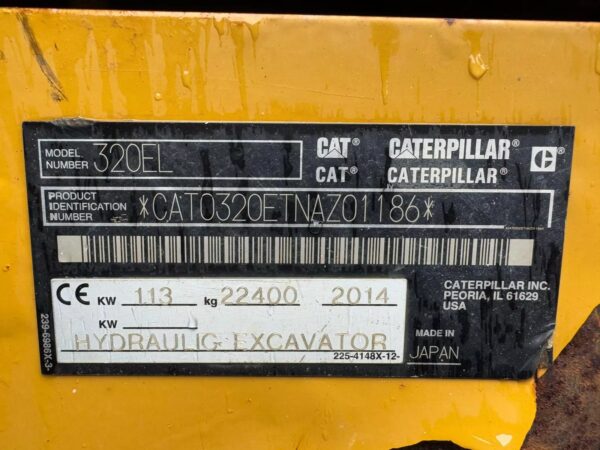 MODEL NUMBER 320EL
CAT® CATERPILLAR® C®
CAT® CATERPILLAR®
PRODUCT IDENTIFICATION NUMBER *CAT0320ETNAZ01186*
CE KW 113 kg 22400 2014
KW
HYDRAULIG EXCAVATOR
225-4148X-12-
CATERPILLAR INC.
PEORIA, IL 61629
USA
MADE IN
JAPAN
239-6986X-3-